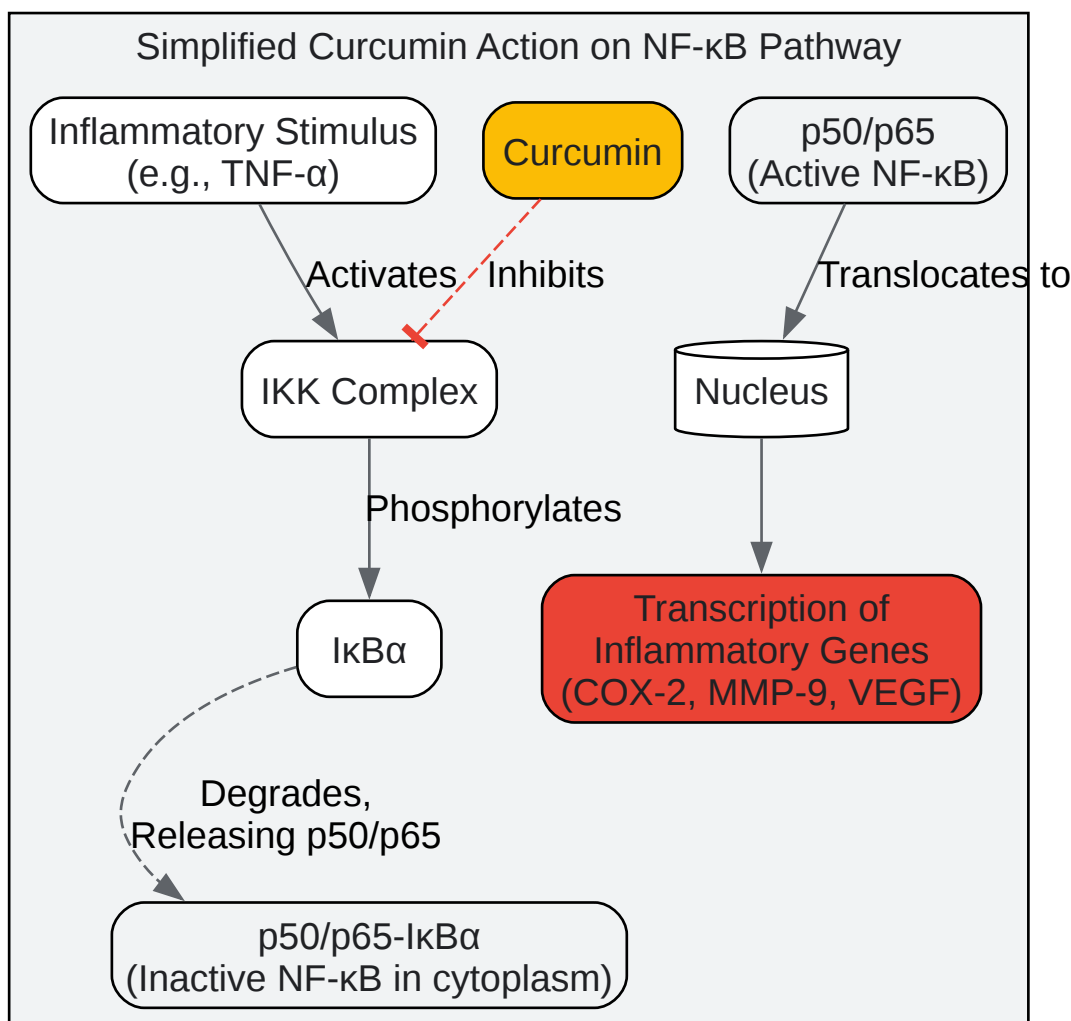 Simplified Curcumin Action on NF-κB Pathway
Inflammatory Stimulus
(e.g., TNF-α)
Curcumin
p50/p65
(Active NF-κB)
Activates
Inhibits
Translocates to
IKK Complex
Nucleus
Phosphorylates
IκBα
Transcription of
Inflammatory Genes
(COX-2, MMP-9, VEGF)
Degrades,
Releasing p50/p65
p50/p65-IκBα
(Inactive NF-κB in cytoplasm)